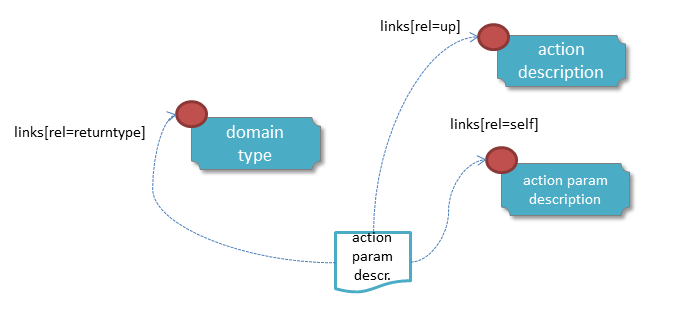 links[rel=up]
action
description
links[rel=returntype]
domain
type
links[rel=self]
action param
description
action
param
descr.